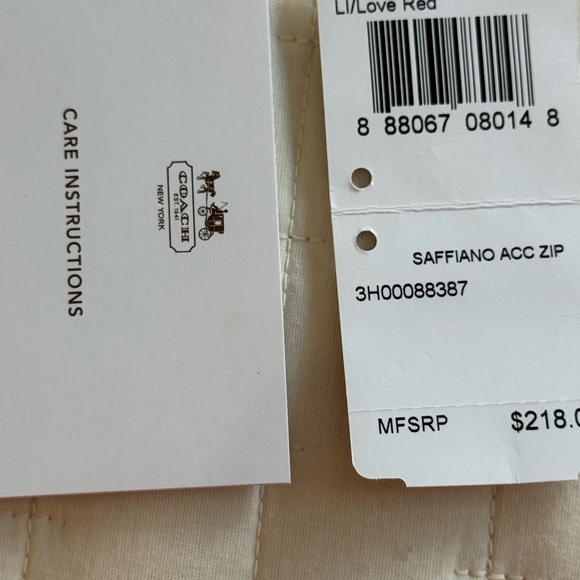 CARE INSTRUCTIONS
COACH
EST. 1941
NEW YORK
LI/Love Red
8 88067 08014 8
SAFFIANO ACC ZIP
3H00088387
MFSRP $218.0